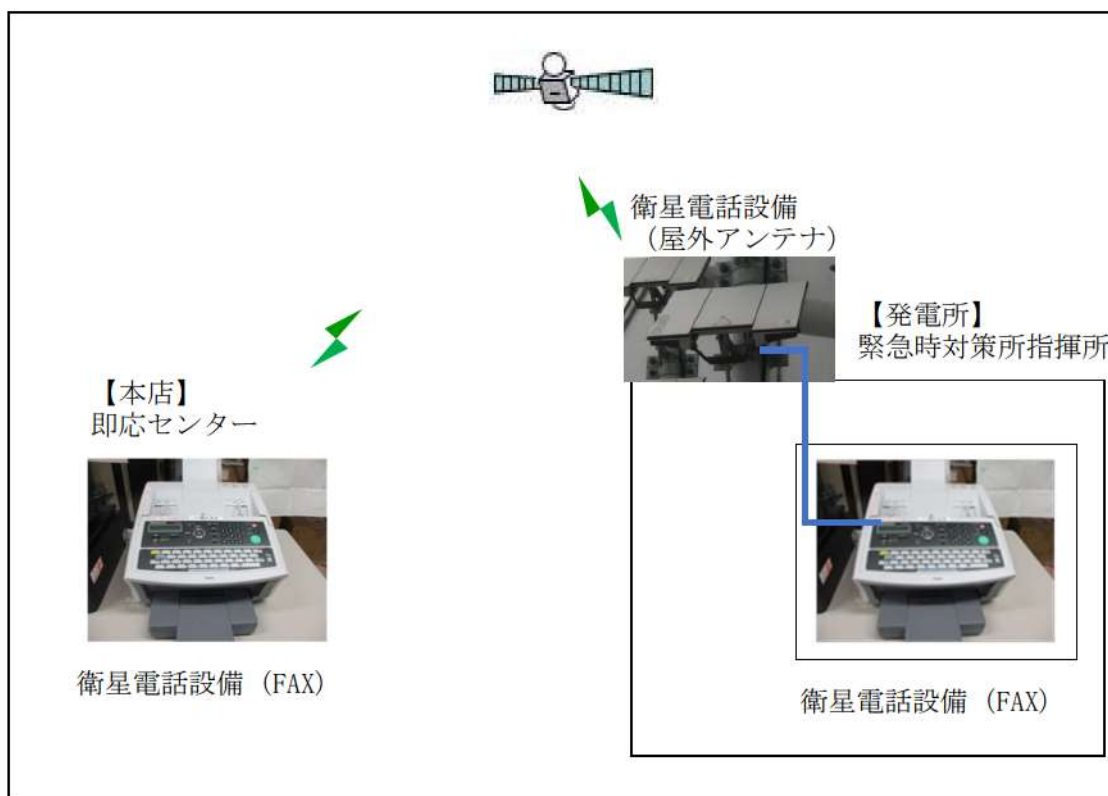 衛星電話設備
（屋外アンテナ）
【発電所】
緊急時対策所指揮所
【本店】
即応センター
衛星電話設備 (FAX)
衛星電話設備 (FAX)